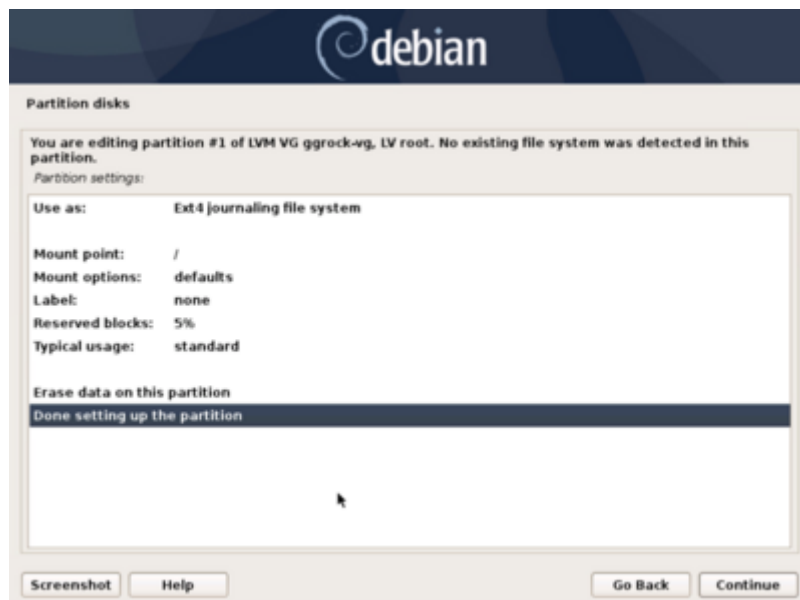 debian
Partition disks
You are editing partition #1 of LVM VG ggrock-vg, LV root. No existing file system was detected in this
partition.
Partition settings:
Use as: Ext4 journaling file system
Mount point: /
Mount options: defaults
Label: none
Reserved blocks: 5%
Typical usage: standard
Erase data on this partition
Done setting up the partition
Screenshot Help Go Back Continue